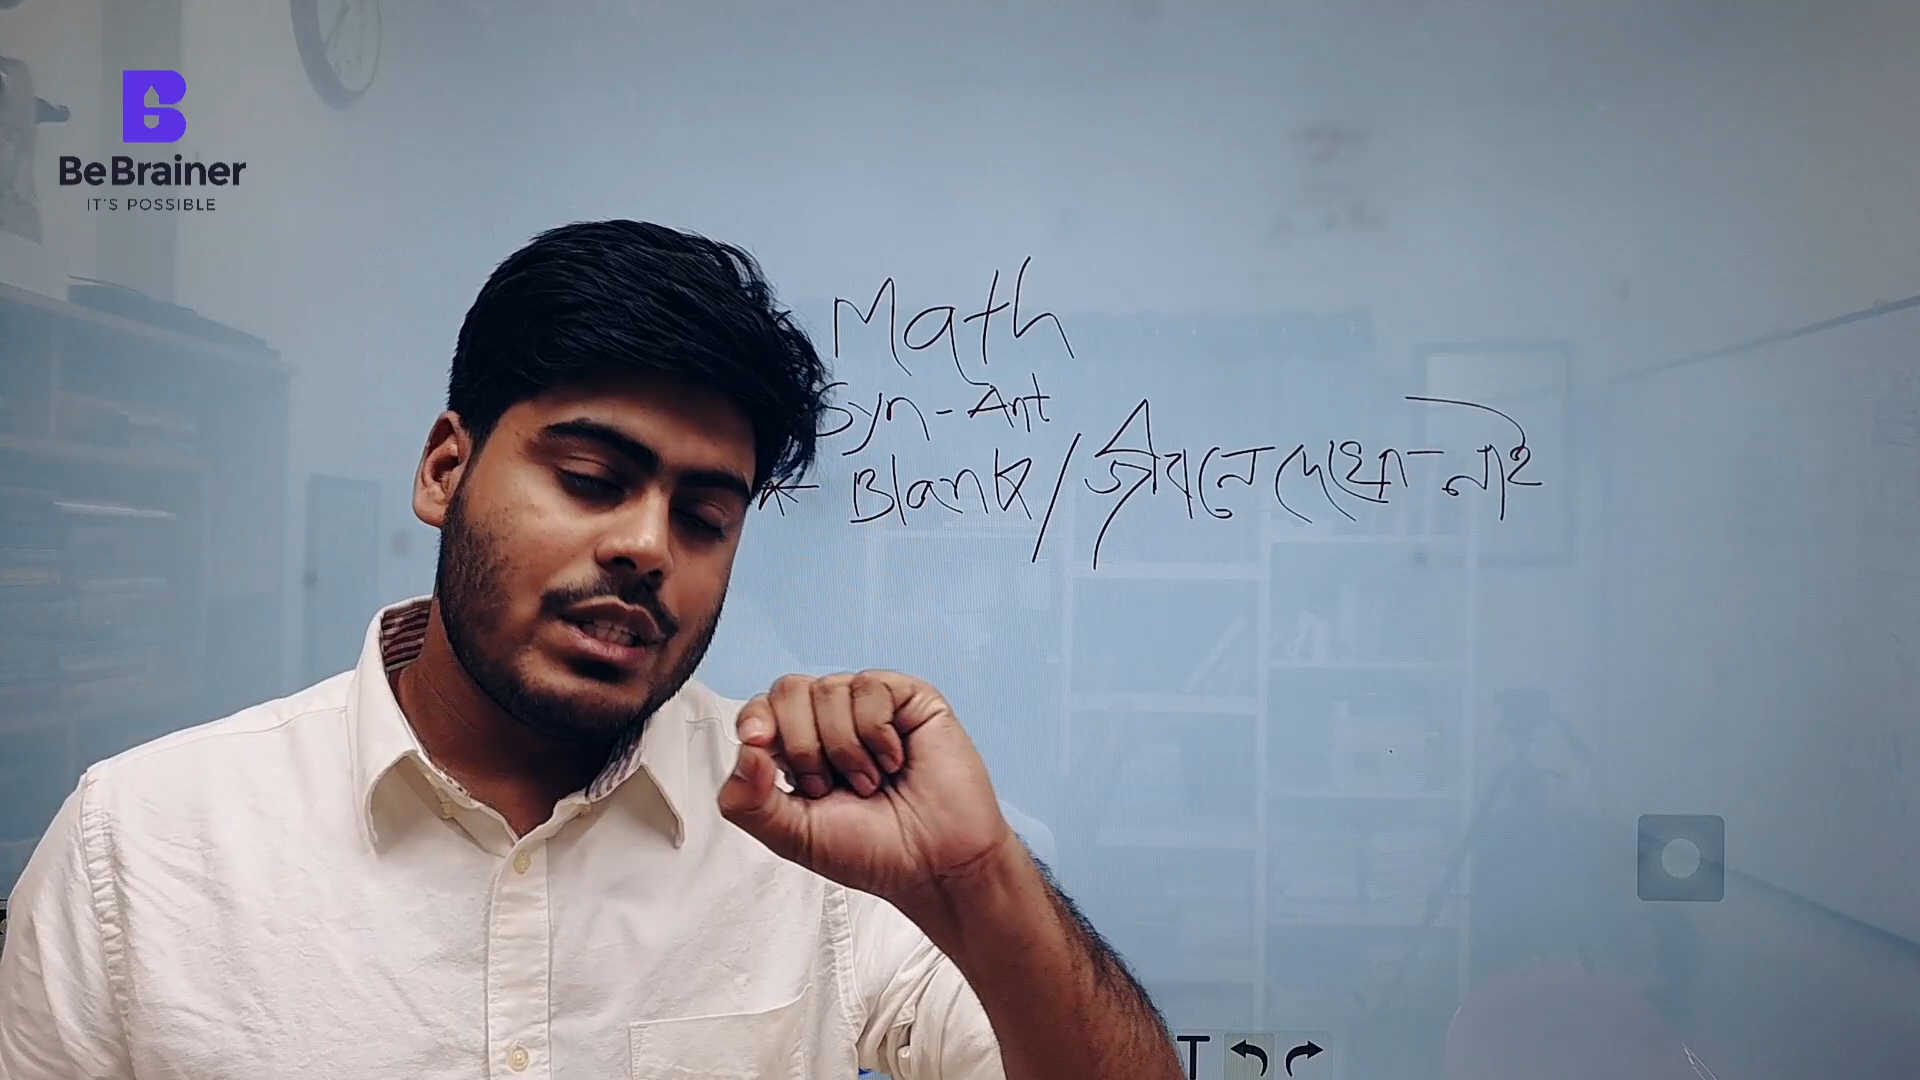 BeBrainer
IT'S POSSIBLE
Math
Syn-Ant
Blank / জীবনে দেখো নাই
T